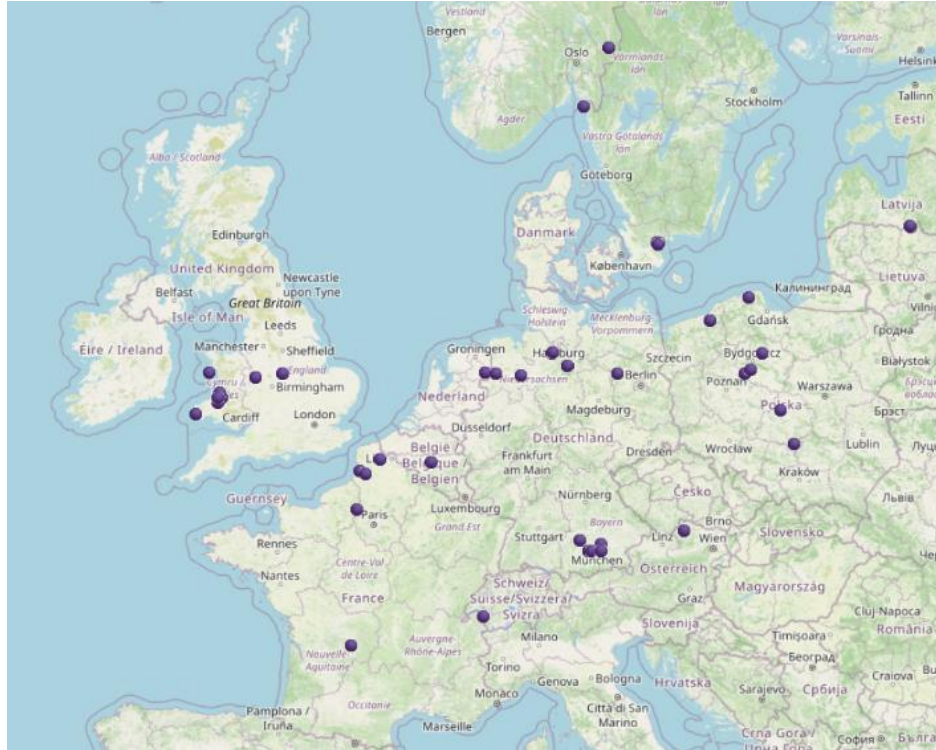 Bergen
Vestland
län
län
Oslo
Värmlands
län
Varsinais-
Suomi
Helsink
Tallinn
Eesti
Stockholm
Agder
Västra Götalands
län
Göteborg
Alba / Scotland
Latvija
Edinburgh
Danmark
København
United Kingdom
Newcastle
upon Tyne
Lietuva
Belfast
Great Britain
Isle of Man
Калининград
Vilni
Leeds
Schleswig-
Holstein
Mecklenburg-
Vorpommern
Gdańsk
Гродна
Éire / Ireland
Manchester
Sheffield
Groningen
Hamburg
Szczecin
Bydgoszcz
Białystok
England
Cymru /
Birmingham
Niedersachsen
Berlin
Poznań
Warszawa
Nederland
Cardiff
London
Magdeburg
Polska
Брэст
Düsseldorf
Deutschland
België
Belgique /
Belgien
Frankfurt
am Main
Dresden
Wrocław
Lublin
Kraków
Guernsey
Luxembourg
Nürnberg
Česko
Львів
Paris
Grand Est
Rennes
Stuttgart
Bayern
Linz
Brno
Wien
Slovensko
Nantes
Centre-Val
de Loire
München
Österreich
France
Schweiz/
Suisse/Svizzera/
Svizra
Magyarország
Graz
Cluj-Napoca
Slovenija
Nouvelle-
Aquitaine
Auvergne-
Rhône-Alpes
Milano
Timișoara
România
Torino
Београд
Occitanie
Monaco
Genova
Bologna
Hrvatska
Craiova
Pamplona /
Iruña
Marseille
Città di San
Marino
Sarajevo
Србија
Crna Gora /
Црна Гора
София